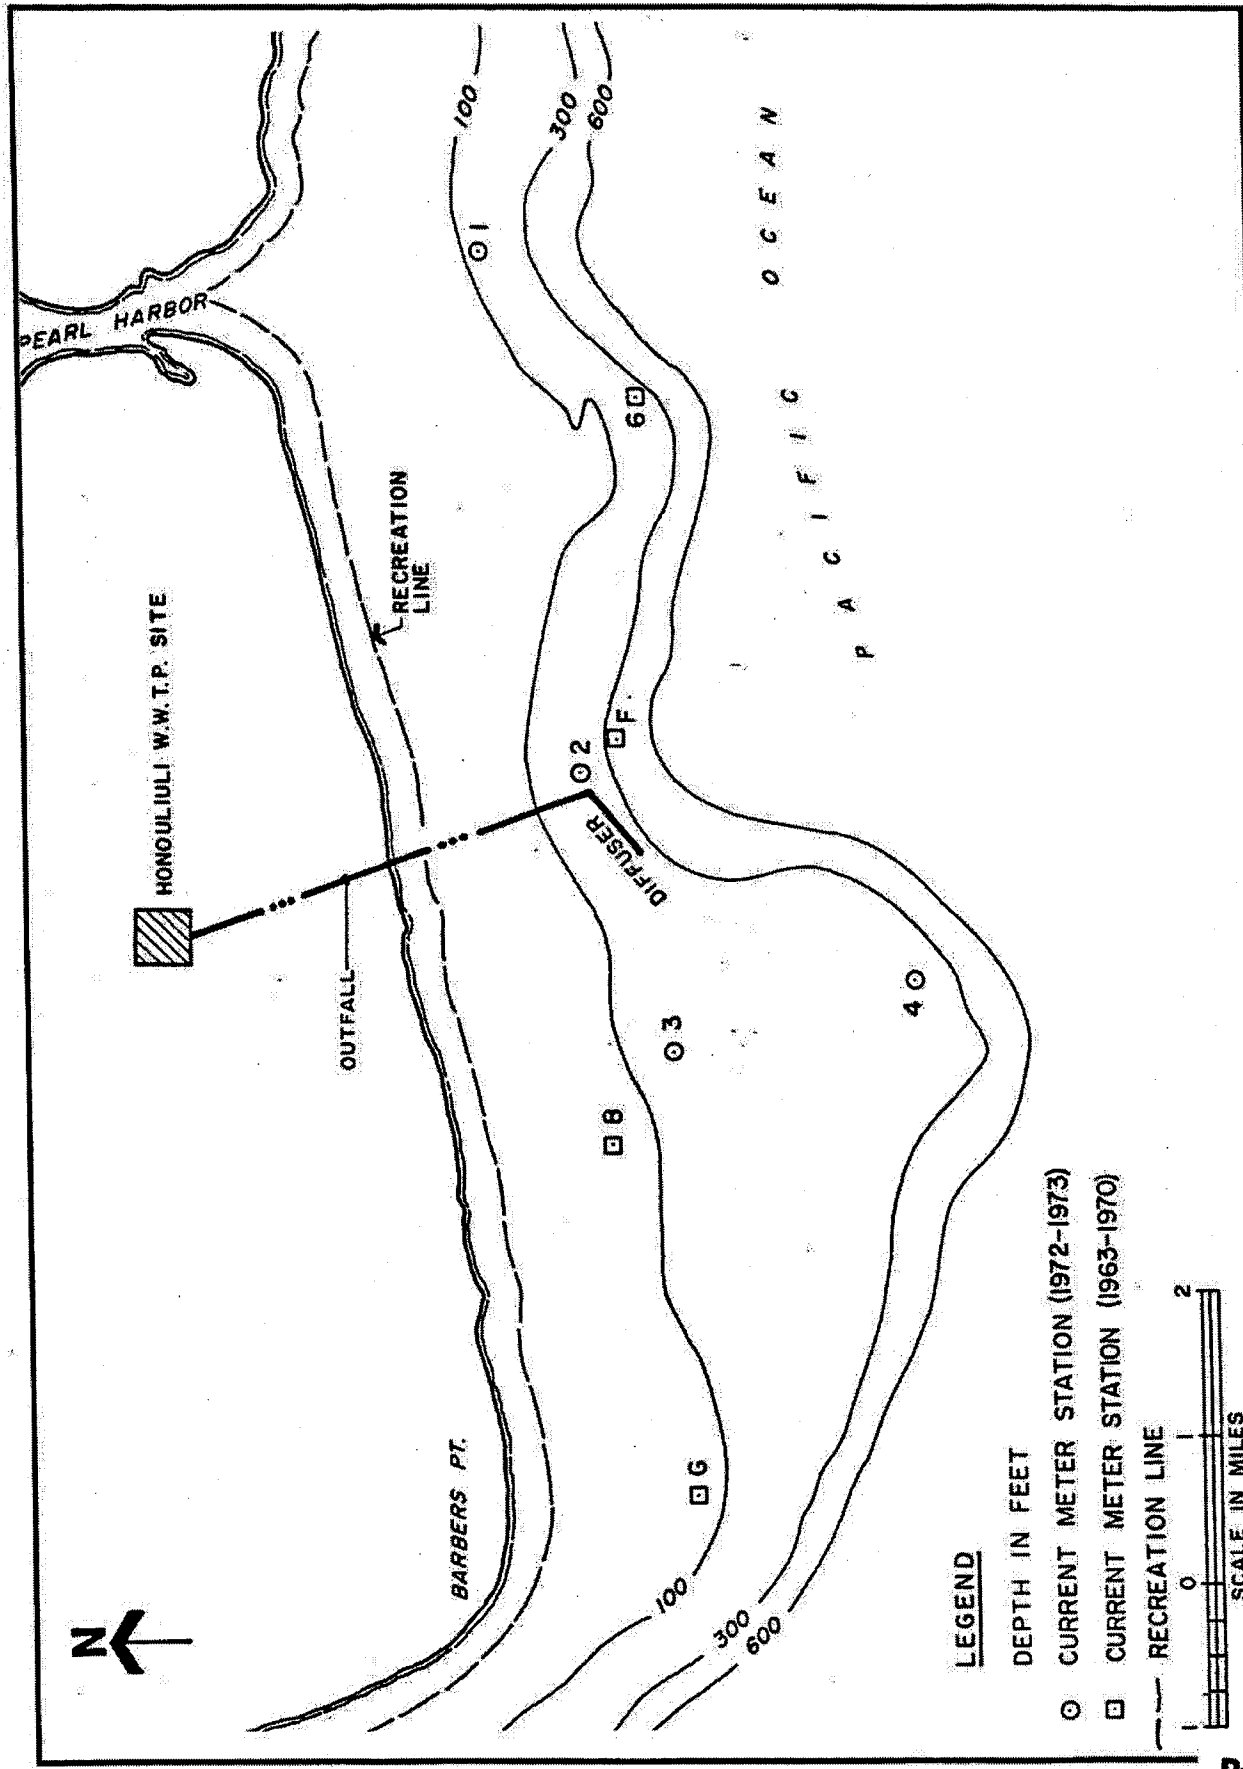 N
HONOULIULI W.W.T.P. SITE
PEARL HARBOR
OUTFALL
RECREATION
LINE
BARBERS PT.
DIFFUSER
1
2
3
4
6
F
8
G
100
300
600
100
300
600
PACIFIC OCEAN
LEGEND
DEPTH IN FEET
CURRENT METER STATION (1972-1973)
CURRENT METER STATION (1963-1970)
RECREATION LINE
1 0 1 2
SCALE IN MILES